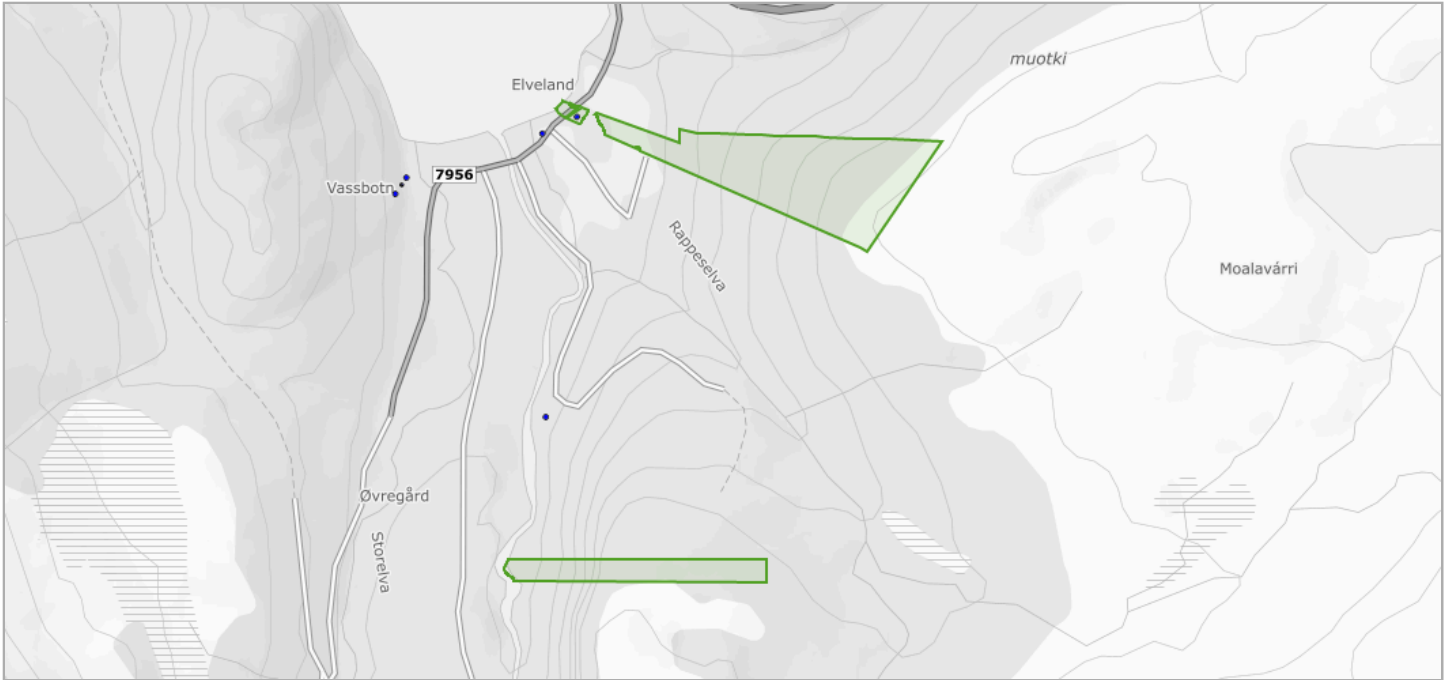 muotki
Elveland
7956
Vassbotn
Rappeselva
Moalavárri
Øvregård
Storelva